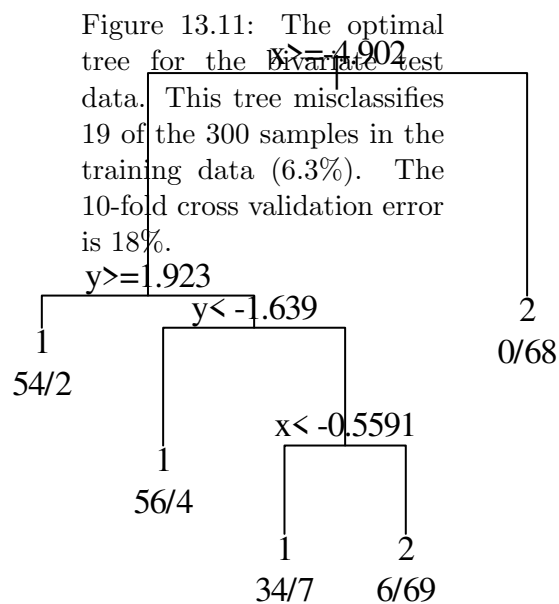 Figure 13.11: The optimal
tree for the bivariate test
data. This tree misclassifies
19 of the 300 samples in the
training data (6.3%). The
10-fold cross validation error
is 18%.
x>=-4.902
y>=1.923
y< -1.639
2
0/68
1
54/2
x< -0.5591
1
56/4
1
34/7
2
6/69